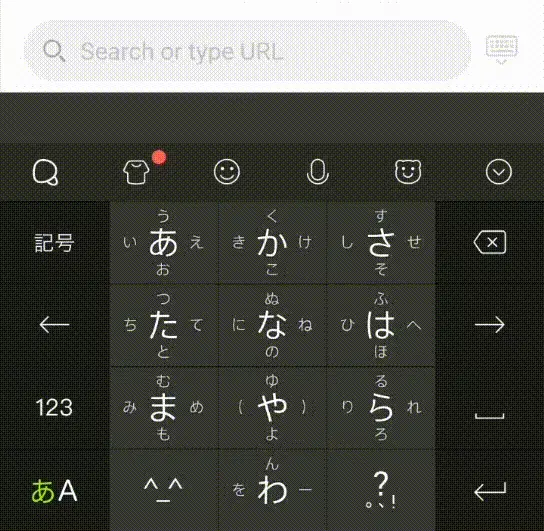 Search or type URL
う く す
記号 い あ え き か け し さ せ
お こ そ
つ ぬ ふ
ち た て に な ね ひ は へ
と の ほ
む ゆ る
123 み ま め ( や ) り ら れ
も よ ろ
ん
あA ^_^ を わ ー ?
。、!